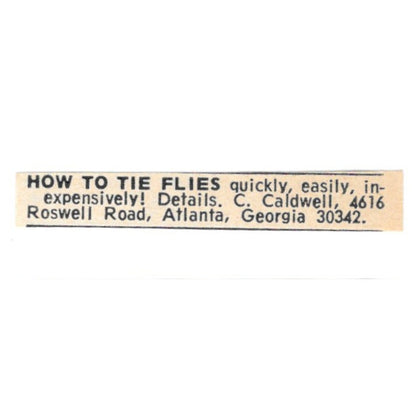 HOW TO TIE FLIES quickly, easily, in-
expensively! Details. C. Caldwell, 4616
Roswell Road, Atlanta, Georgia 30342.